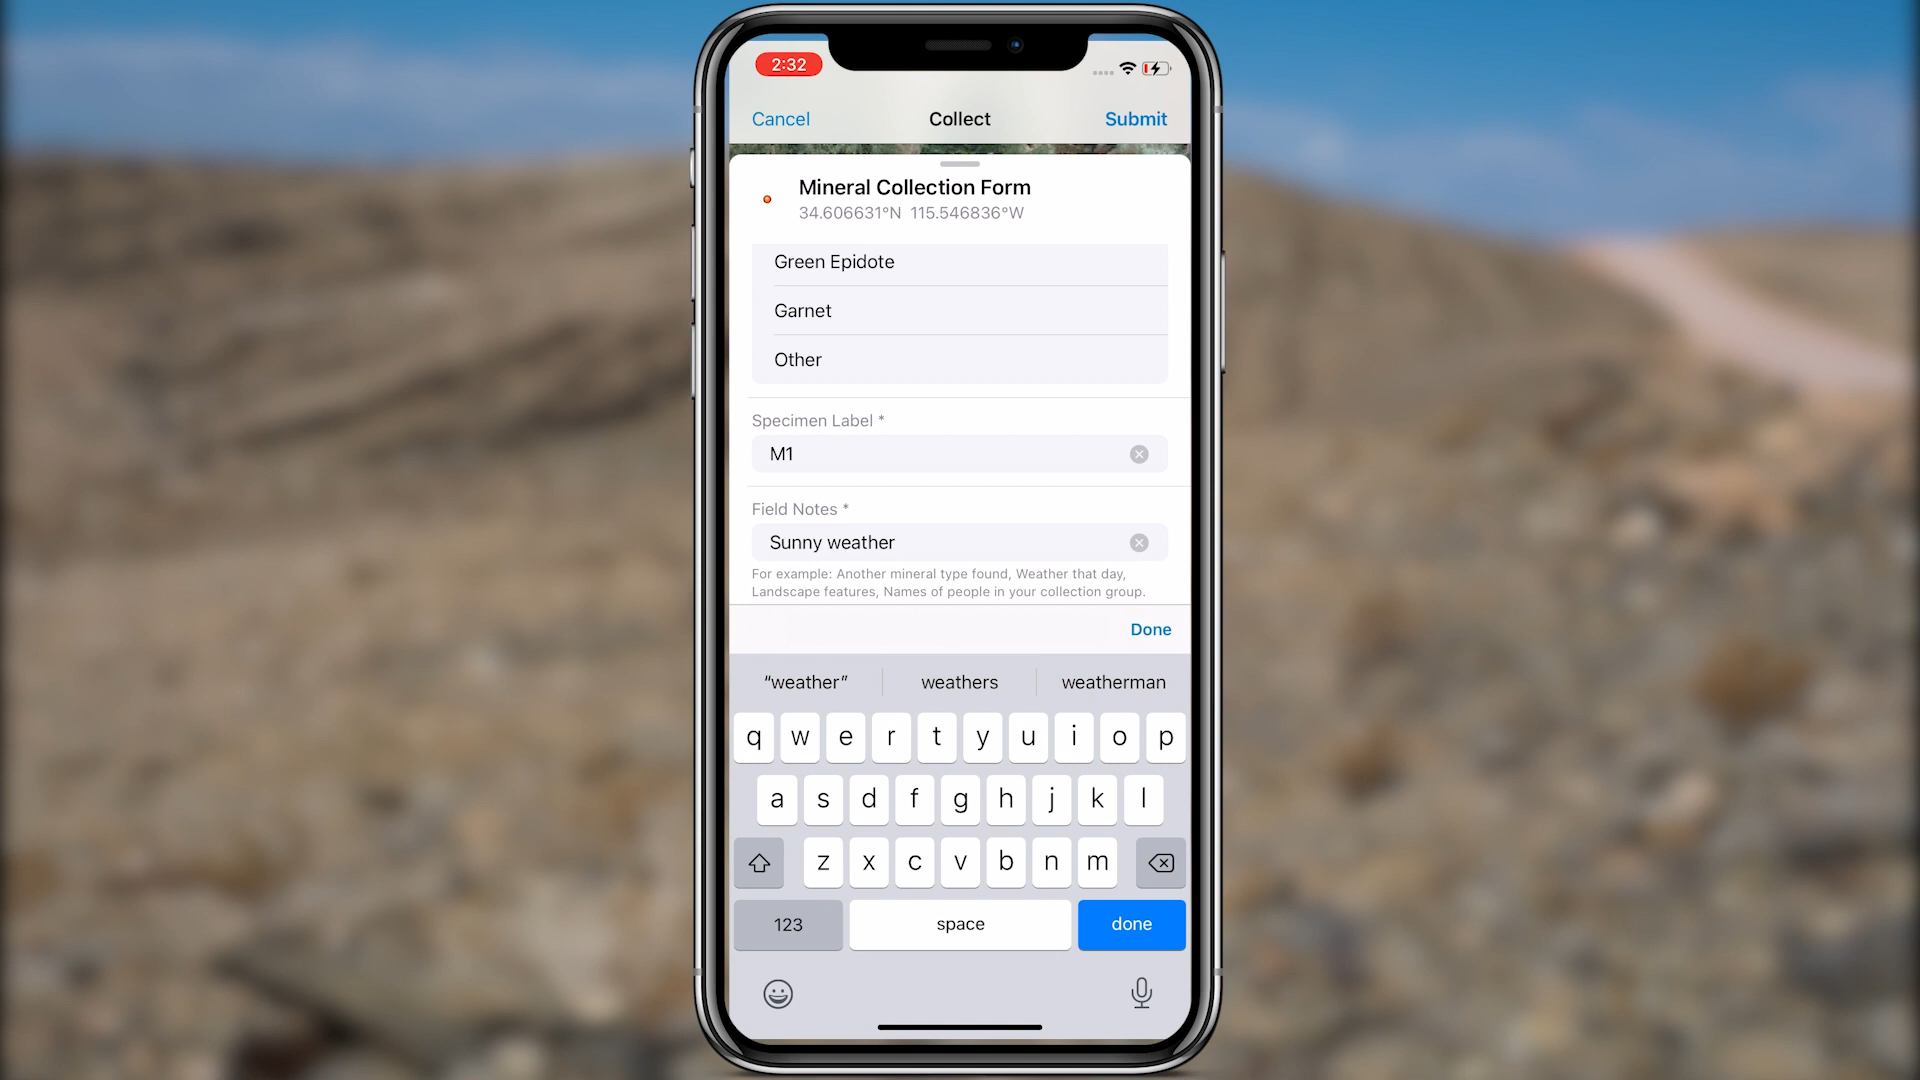 2:32
Cancel Collect Submit
Mineral Collection Form
34.606631°N 115.546836°W
Green Epidote
Garnet
Other
Specimen Label *
M1
Field Notes *
Sunny weather
For example: Another mineral type found, Weather that day,
Landscape features, Names of people in your collection group.
Done
“weather” weathers weatherman
q w e r t y u i o p
a s d f g h j k l
z x c v b n m
123 space done